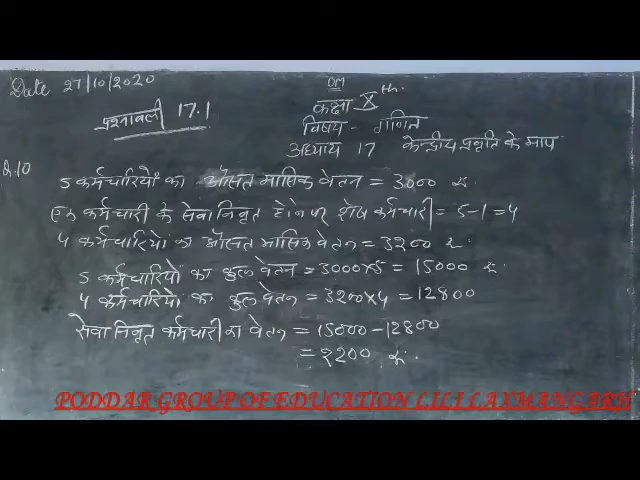 Date 27/10/2020
OM
कक्षा X th.
प्रश्नावली 17.1
विषय - गणित
अध्याय 17 केन्द्रीय प्रवृति के माप
Q.10
5 कर्मचारियों का औसत मासिक वेतन = 3000 रु.
एक कर्मचारी के सेवानिवृत होने पर शेष कर्मचारी = 5-1 = 4
4 कर्मचारियों का औसत मासिक वेतन = 3200 रु.
5 कर्मचारियों का कुल वेतन = 3000×5 = 15000 रु.
4 कर्मचारियों का कुल वेतन = 3200×4 = 12800
सेवानिवृत कर्मचारी का वेतन = 15000 - 12800
= 2200 रु.
PODDAR GROUP OF EDUCATION LILI LAXMANGARH